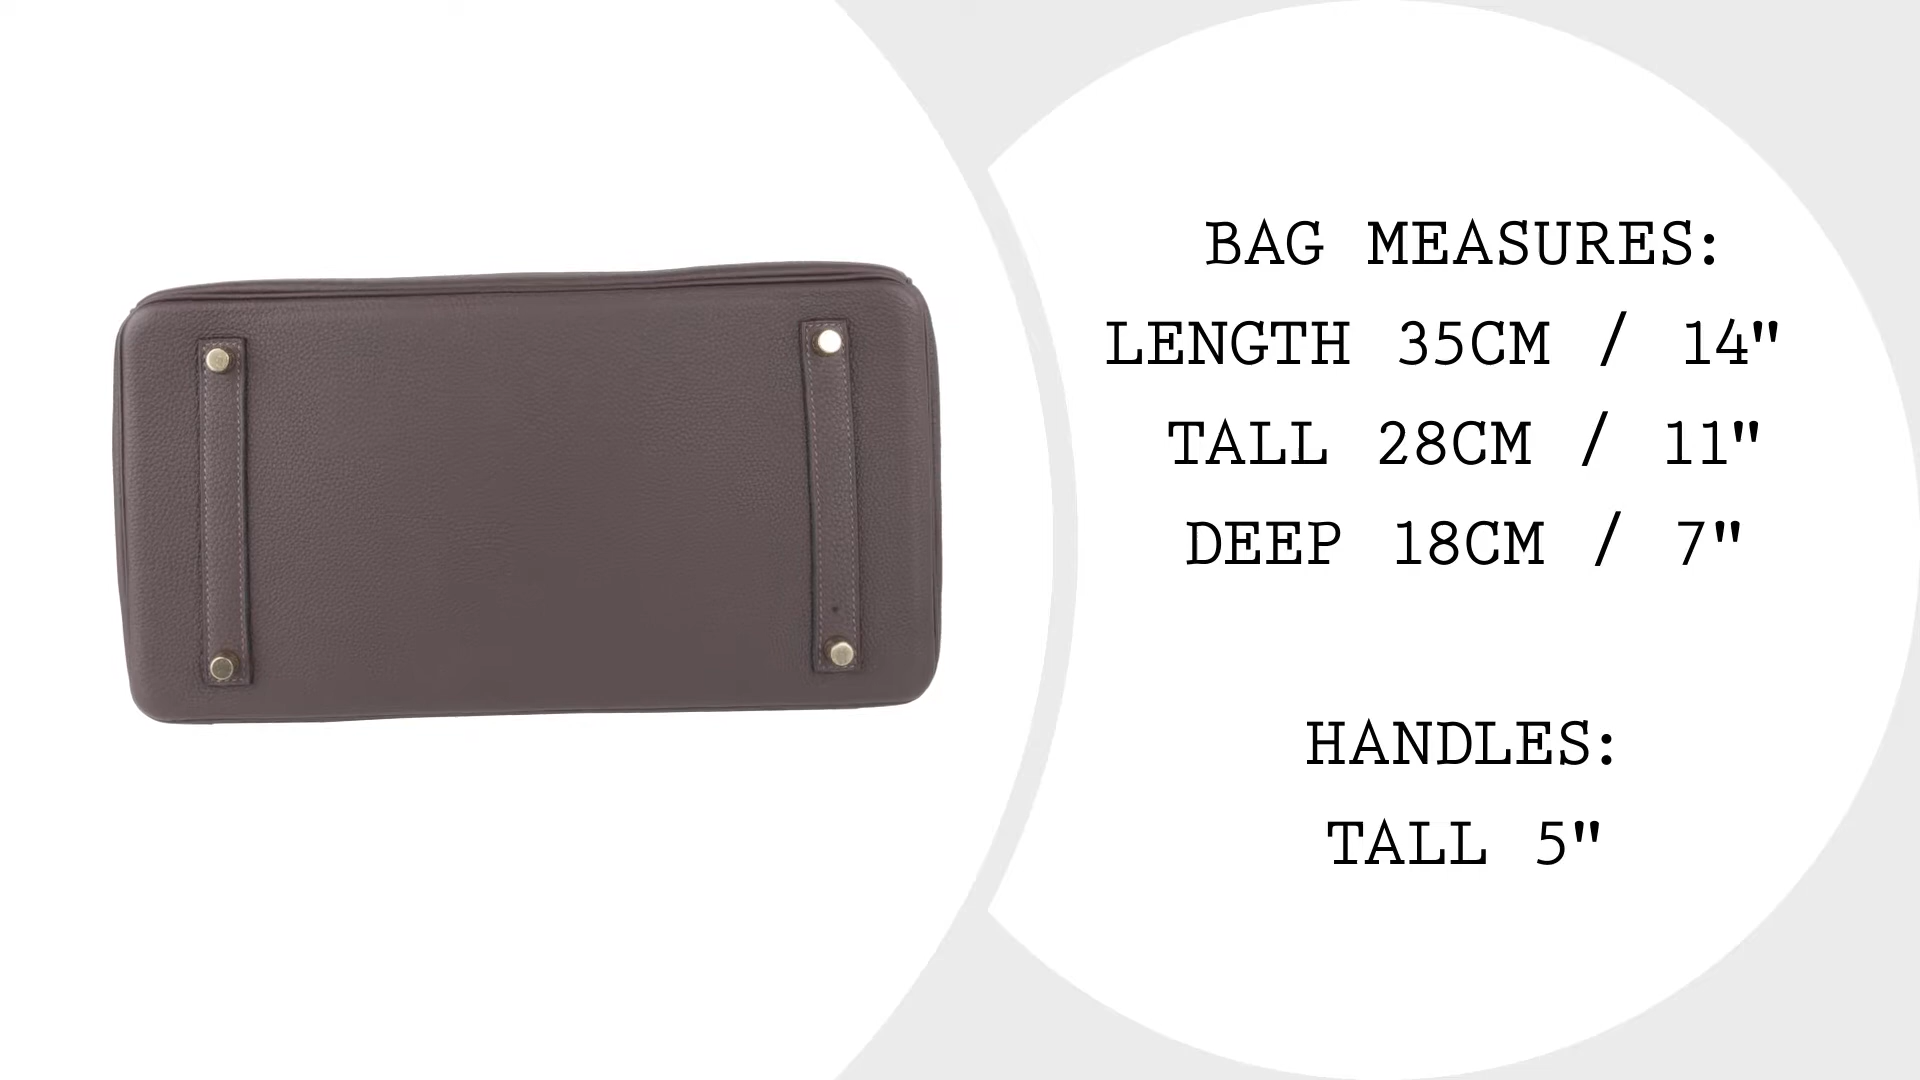 BAG MEASURES:
LENGTH 35CM / 14"
TALL 28CM / 11"
DEEP 18CM / 7"
HANDLES:
TALL 5"